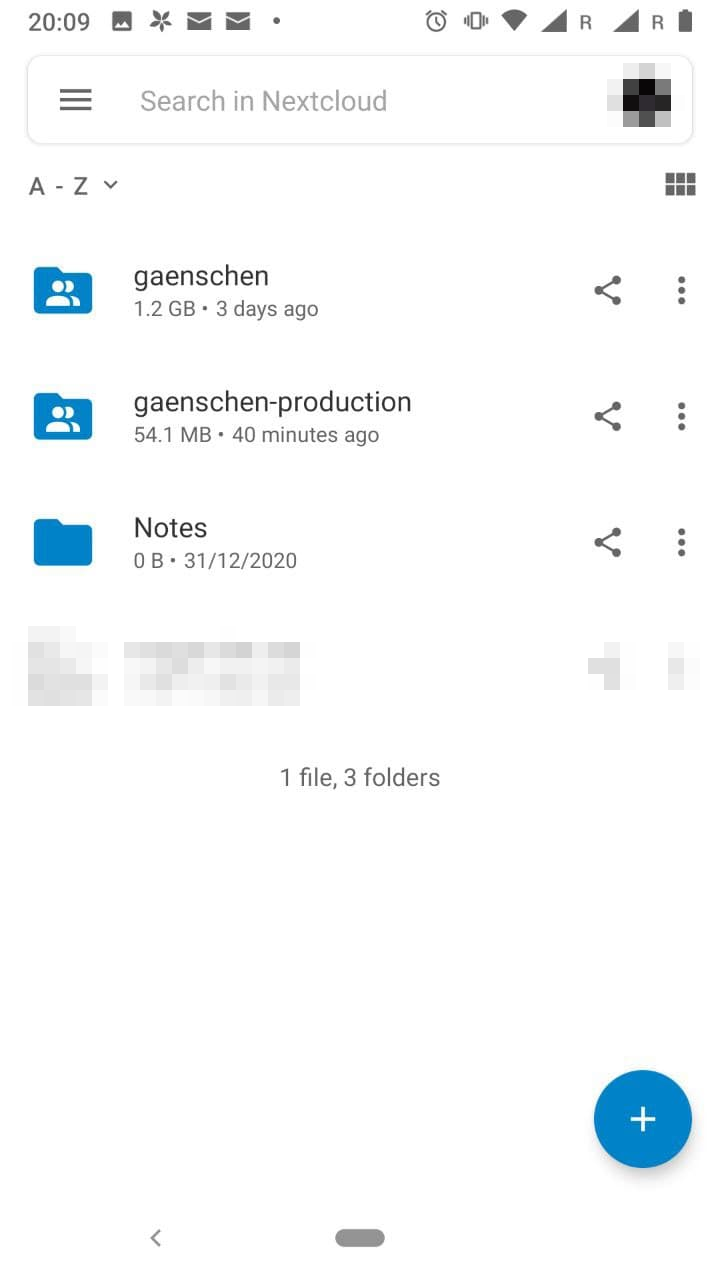 20:09 R R
Search in Nextcloud
A - Z
gaenschen
1.2 GB • 3 days ago
gaenschen-production
54.1 MB • 40 minutes ago
Notes
0 B • 31/12/2020
1 file, 3 folders